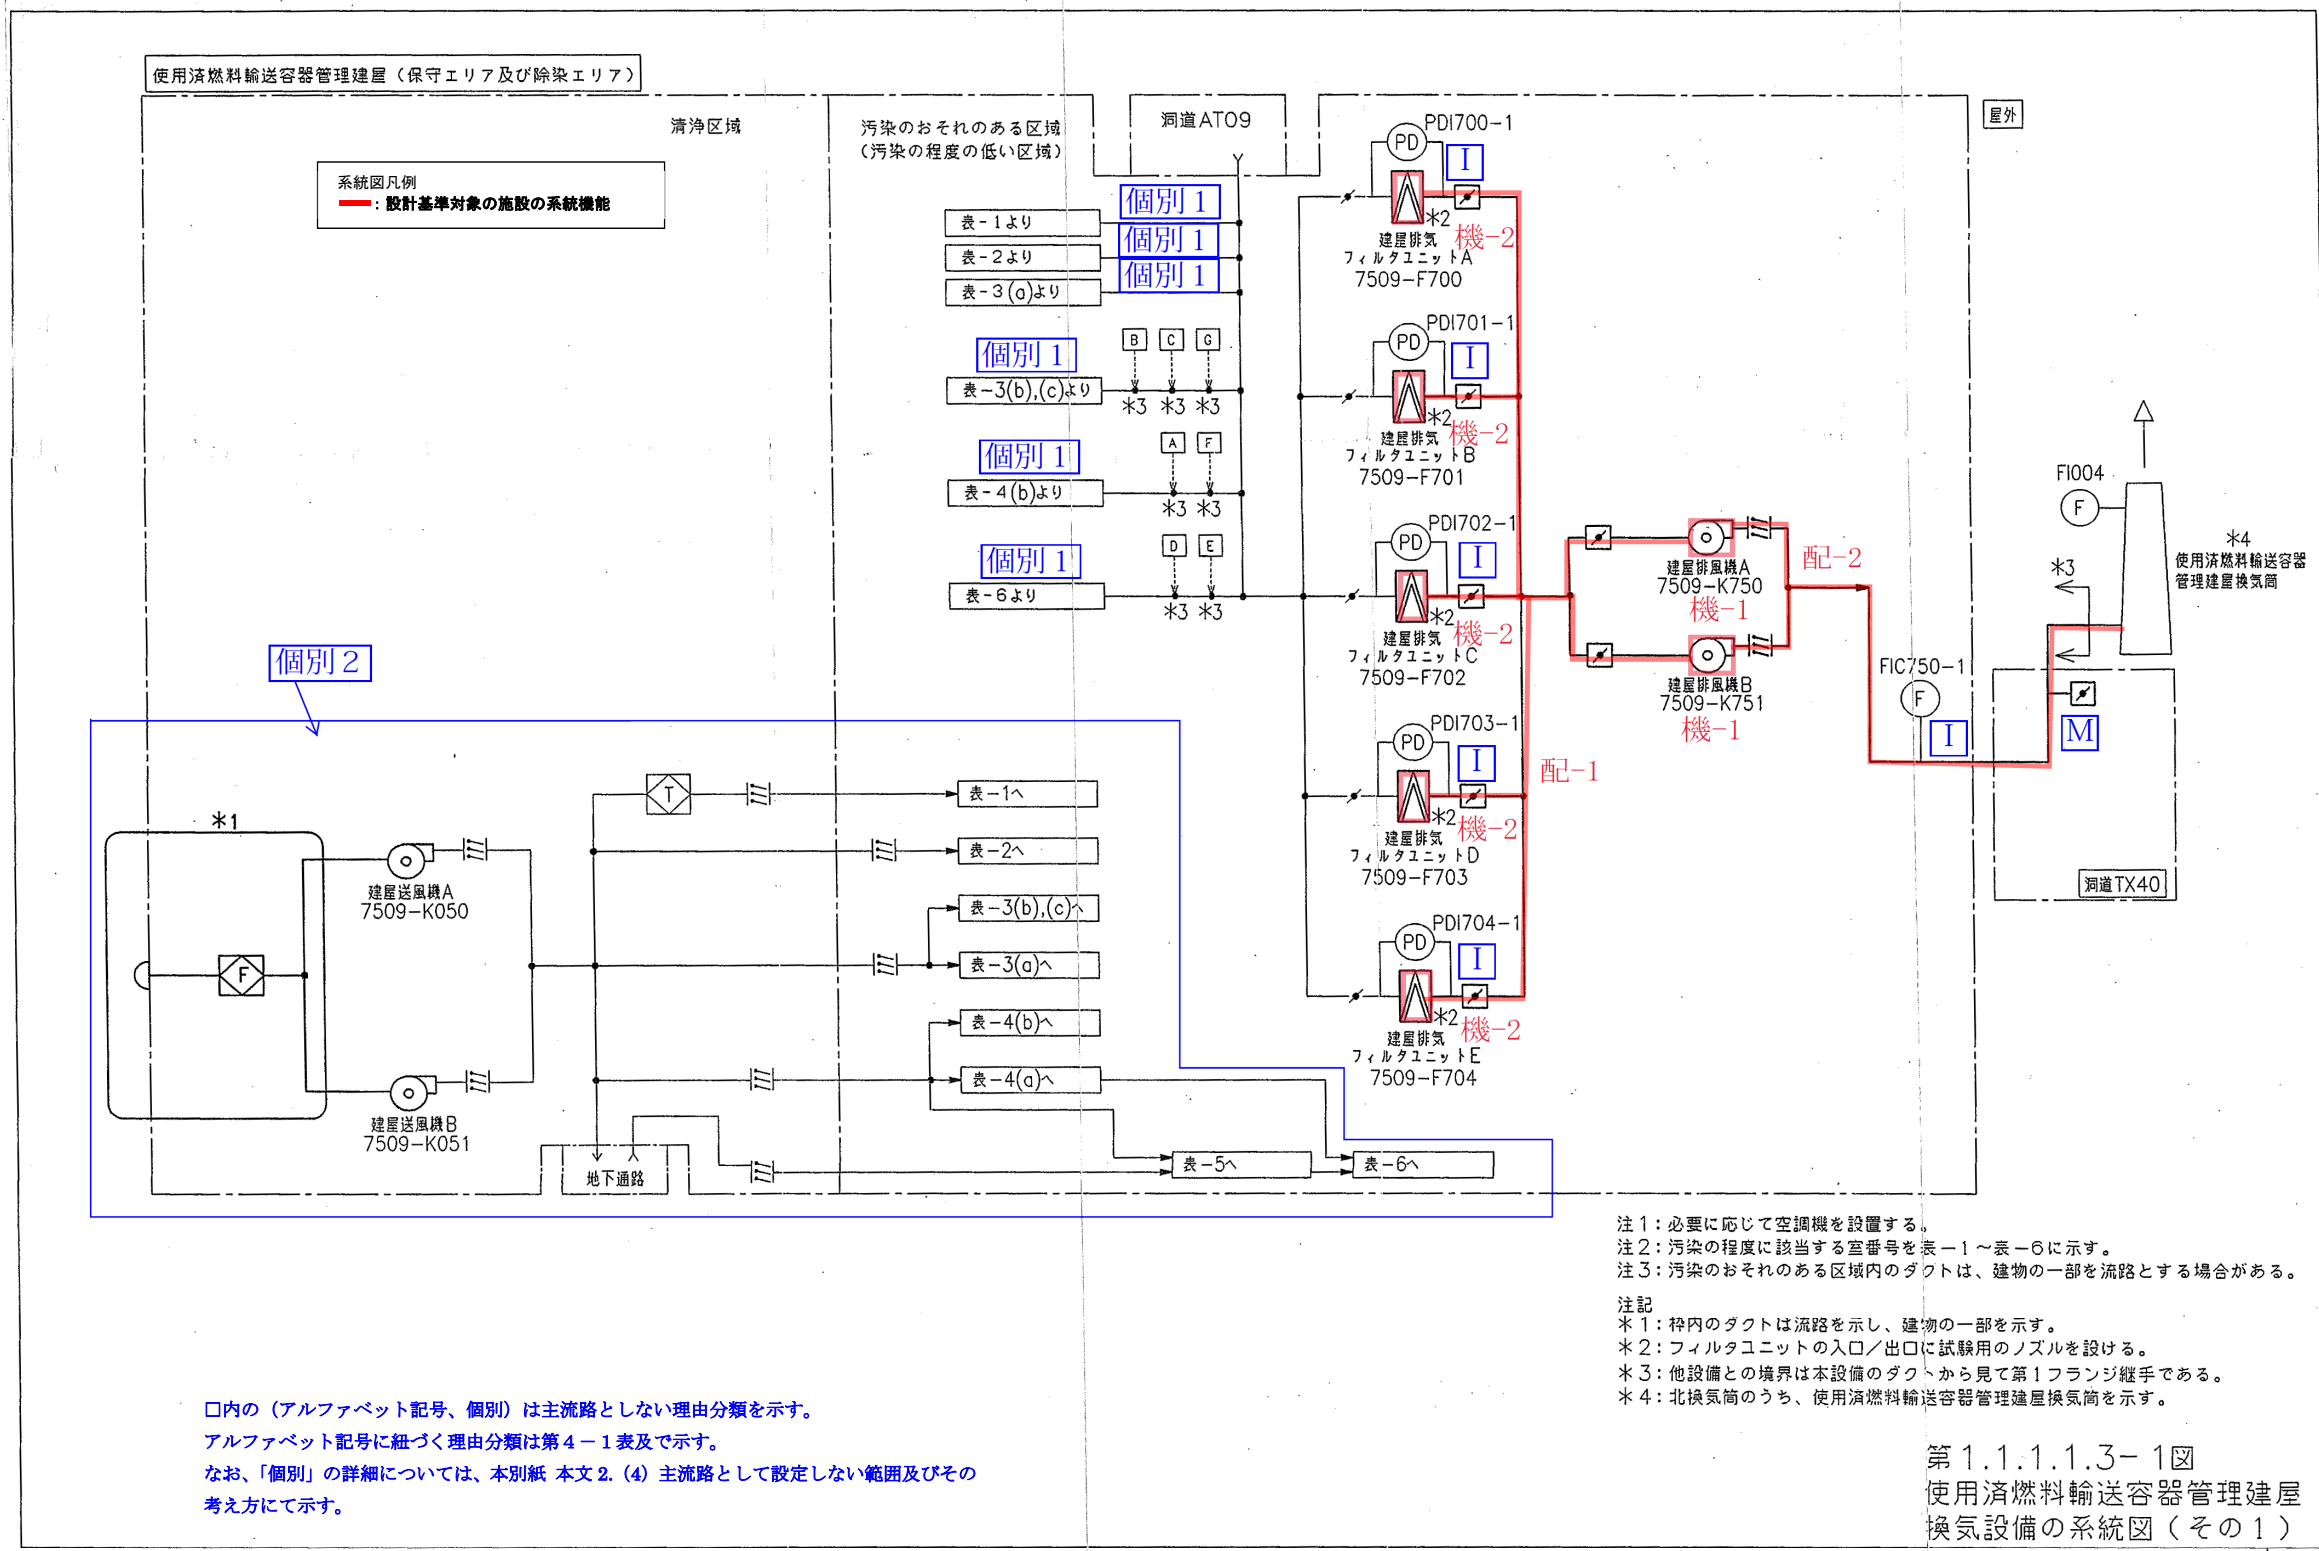 使用済燃料輸送容器管理建屋（保守エリア及び除染エリア）
屋外
清浄区域
汚染のおそれのある区域
（汚染の程度の低い区域）
洞道AT09
系統図凡例
：設計基準対象の施設の系統機能
表-1より
個別1
表-2より
個別1
表-3(a)より
個別1
個別1
B C G
表-3(b),(c)より
*3 *3 *3
個別1
A F
表-4(b)より
*3 *3
個別1
D E
表-6より
*3 *3
PDI700-1
PD
I
*2
機-2
建屋排気
フィルタユニットA
7509-F700
PDI701-1
PD
I
*2
機-2
建屋排気
フィルタユニットB
7509-F701
PDI702-1
PD
I
*2
機-2
建屋排気
フィルタユニットC
7509-F702
PDI703-1
PD
I
*2
機-2
建屋排気
フィルタユニットD
7509-F703
PDI704-1
PD
I
*2
機-2
建屋排気
フィルタユニットE
7509-F704
配-1
建屋排風機A
7509-K750
機-1
建屋排風機B
7509-K751
機-1
配-2
FIC750-1
F
I
FI004
F
*3
M
*4
使用済燃料輸送容器
管理建屋換気筒
洞道TX40
個別2
*1
F
建屋送風機A
7509-K050
建屋送風機B
7509-K051
T
表-1へ
表-2へ
表-3(b),(c)へ
表-3(a)へ
表-4(b)へ
表-4(a)へ
表-5へ
表-6へ
地下通路
注1：必要に応じて空調機を設置する。
注2：汚染の程度に該当する室番号を表-1～表-6に示す。
注3：汚染のおそれのある区域内のダクトは、建物の一部を流路とする場合がある。
注記
*1：枠内のダクトは流路を示し、建物の一部を示す。
*2：フィルタユニットの入口／出口に試験用のノズルを設ける。
*3：他設備との境界は本設備のダクトから見て第1フランジ継手である。
*4：北換気筒のうち、使用済燃料輸送容器管理建屋換気筒を示す。
□内の（アルファベット記号、個別）は主流路としない理由分類を示す。
アルファベット記号に紐づく理由分類は第４－１表及で示す。
なお、「個別」の詳細については、本別紙 本文2.（4）主流路として設定しない範囲及びその
考え方にて示す。
第1.1.1.1.3-1図
使用済燃料輸送容器管理建屋
換気設備の系統図（その1）